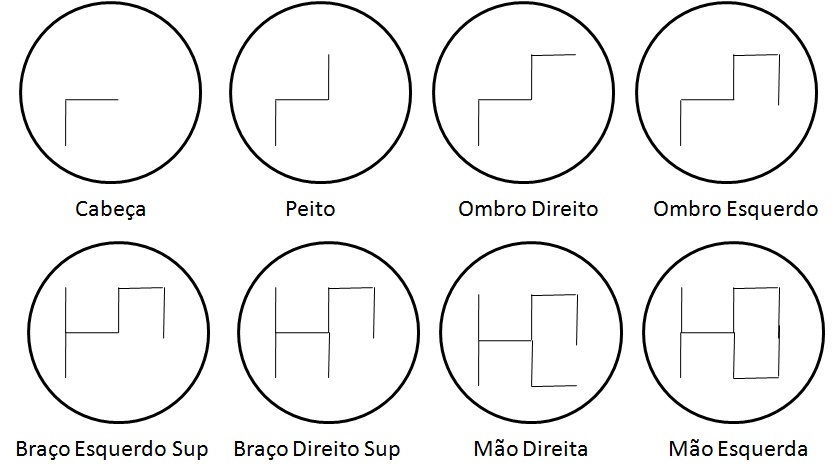 Cabeça
Peito
Ombro Direito
Ombro Esquerdo
Braço Esquerdo Sup
Braço Direito Sup
Mão Direita
Mão Esquerda